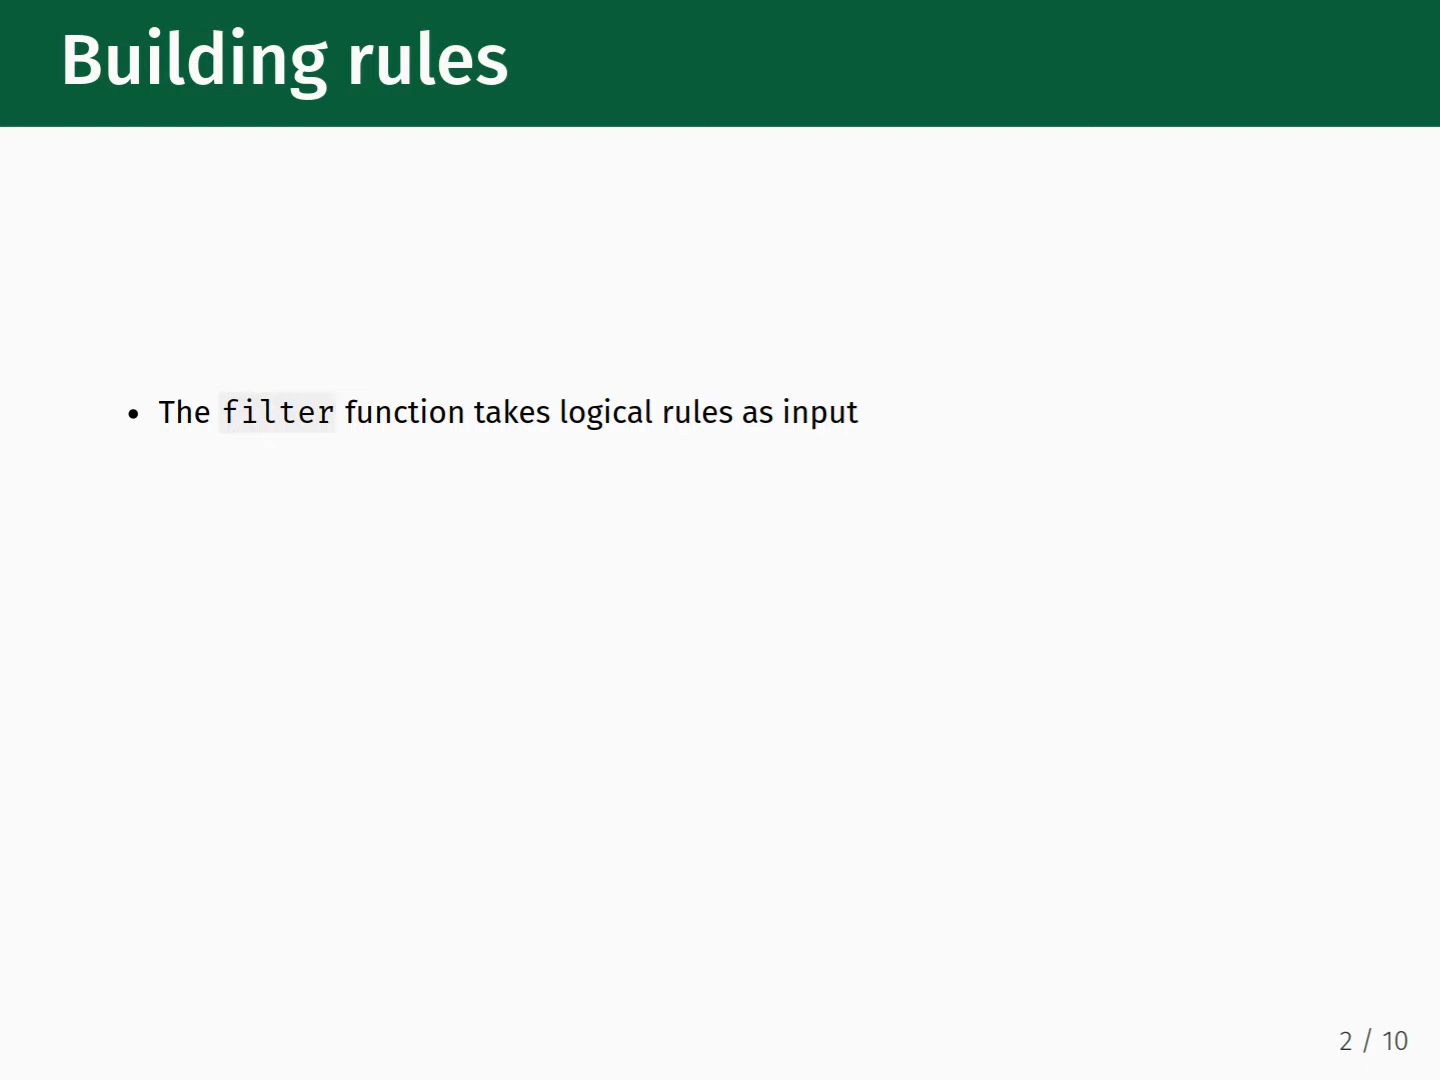 Building rules
• The filter function takes logical rules as input
2 / 10